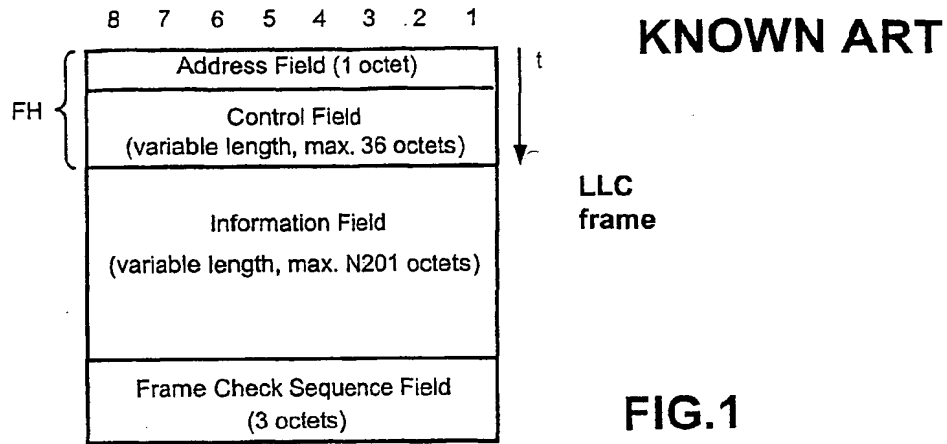 8 7 6 5 4 3 2 1
KNOWN ART
Address Field (1 octet)
t
FH
Control Field
(variable length, max. 36 octets)
LLC
frame
Information Field
(variable length, max. N201 octets)
Frame Check Sequence Field
(3 octets)
FIG.1